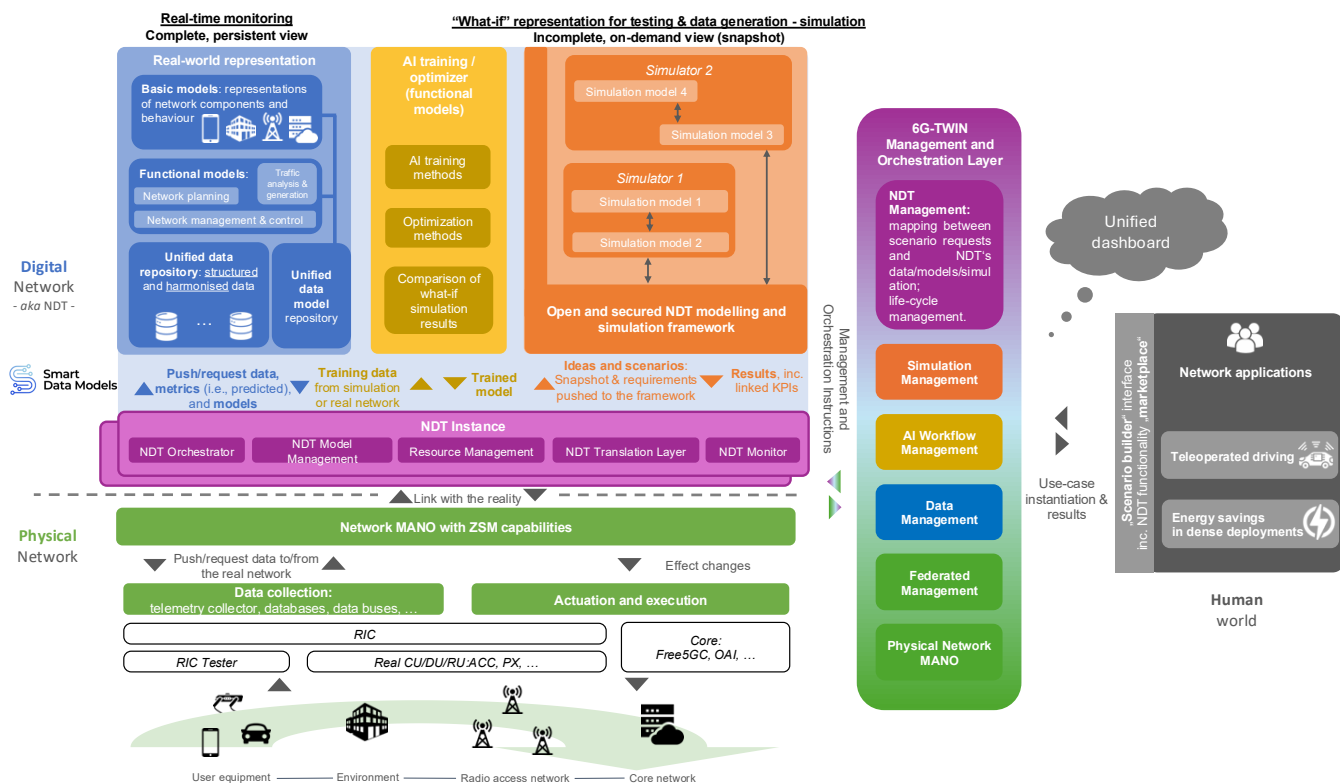 Real-time monitoring
Complete, persistent view
“What-if” representation for testing & data generation - simulation
Incomplete, on-demand view (snapshot)
Real-world representation
Basic models: representations
of network components and
behaviour
Functional models:
Traffic
analysis &
generation
Network planning
Network management & control
Unified data
repository: structured
and harmonised data
...
Unified
data model
repository
AI training /
optimizer
(functional
models)
AI training
methods
Optimization
methods
Comparison of
what-if
simulation
results
Simulator 2
Simulation model 4
Simulation model 3
Simulator 1
Simulation model 1
Simulation model 2
Open and secured NDT modelling and
simulation framework
Digital
Network
- aka NDT -
Smart
Data Models
Push/request data,
metrics (i.e., predicted),
and models
Training data
from simulation
or real network
Trained
model
Ideas and scenarios:
Snapshot & requirements
pushed to the framework
Results, inc.
linked KPIs
NDT Instance
NDT Orchestrator
NDT Model
Management
Resource Management
NDT Translation Layer
NDT Monitor
Link with the reality
Physical
Network
Network MANO with ZSM capabilities
Push/request data to/from
the real network
Effect changes
Data collection:
telemetry collector, databases, data buses, …
Actuation and execution
RIC
RIC Tester
Real CU/DU/RU:ACC, PX, …
Core:
Free5GC, OAI, …
User equipment
Environment
Radio access network
Core network
Management and
Orchestration Instructions
6G-TWIN
Management and
Orchestration Layer
NDT
Management:
mapping between
scenario requests
and NDT‘s
data/models/simul
ation;
life-cycle
management.
Simulation
Management
AI Workflow
Management
Data
Management
Federated
Management
Physical Network
MANO
Unified
dashboard
Use-case
instantiation &
results
„Scenario builder“ interface
inc. NDT functionality „marketplace“
Network applications
Teleoperated driving
Energy savings
in dense deployments
Human
world